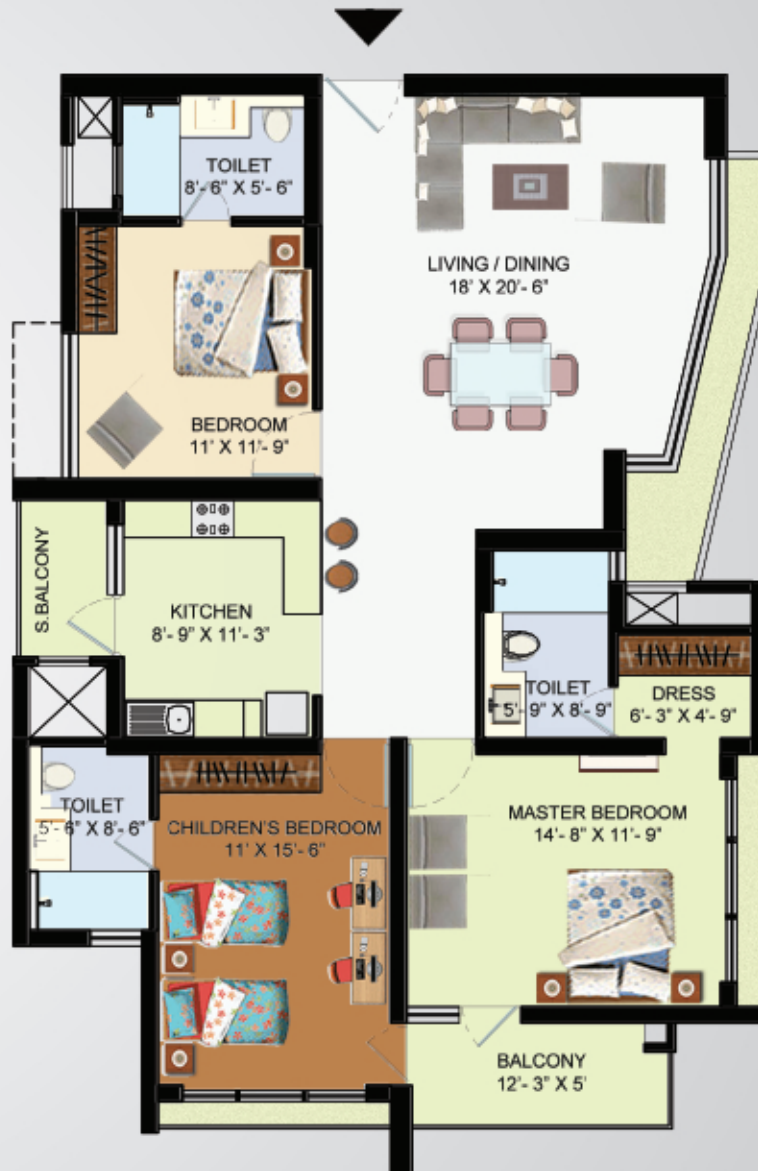 TOILET
8'- 6" X 5'- 6"
LIVING / DINING
18' X 20'- 6"
BEDROOM
11' X 11'- 9"
S.BALCONY
KITCHEN
8'- 9" X 11'- 3"
TOILET
5'- 9" X 8'- 9"
DRESS
6'- 3" X 4'- 9"
TOILET
5'- 6" X 8'- 6"
CHILDREN'S BEDROOM
11' X 15'- 6"
MASTER BEDROOM
14'- 8" X 11'- 9"
BALCONY
12'- 3" X 5'